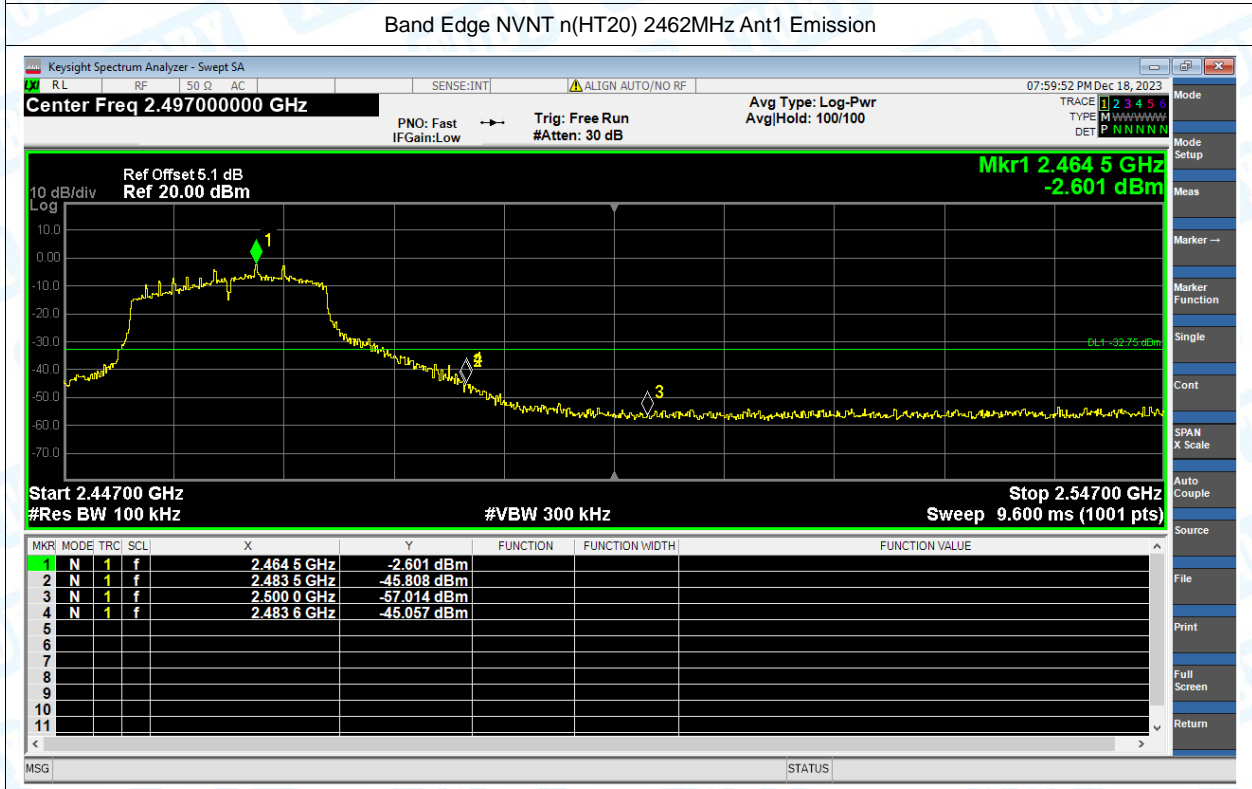 Band Edge NVNT n(HT20) 2462MHz Ant1 Emission
Keysight Spectrum Analyzer - Swept SA
LXI RL RF 50 Ω AC SENSE:INT ALIGN AUTO/NO RF 07:59:52 PM Dec 18, 2023
Center Freq 2.497000000 GHz
PNO: Fast
IFGain:Low
Trig: Free Run
#Atten: 30 dB
Avg Type: Log-Pwr
Avg|Hold: 100/100
TRACE 1 2 3 4 5 6
TYPE M WWWWW
DET P N N N N N
Mkr1 2.464 5 GHz
-2.601 dBm
Ref Offset 5.1 dB
10 dB/div Ref 20.00 dBm
Log
10.0
0.00
-10.0
-20.0
-30.0
-40.0
-50.0
-60.0
-70.0
1
3
DL1 -32.75 dBm
Start 2.44700 GHz Stop 2.54700 GHz
#Res BW 100 kHz #VBW 300 kHz Sweep 9.600 ms (1001 pts)
MKR MODE TRC SCL X Y FUNCTION FUNCTION WIDTH FUNCTION VALUE
1 N 1 f 2.464 5 GHz -2.601 dBm
2 N 1 f 2.483 5 GHz -45.808 dBm
3 N 1 f 2.500 0 GHz -57.014 dBm
4 N 1 f 2.483 6 GHz -45.057 dBm
5
6
7
8
9
10
11
MSG STATUS
Mode
Mode
Setup
Meas
Marker →
Marker
Function
Single
Cont
SPAN
X Scale
Auto
Couple
Source
File
Print
Full
Screen
Return